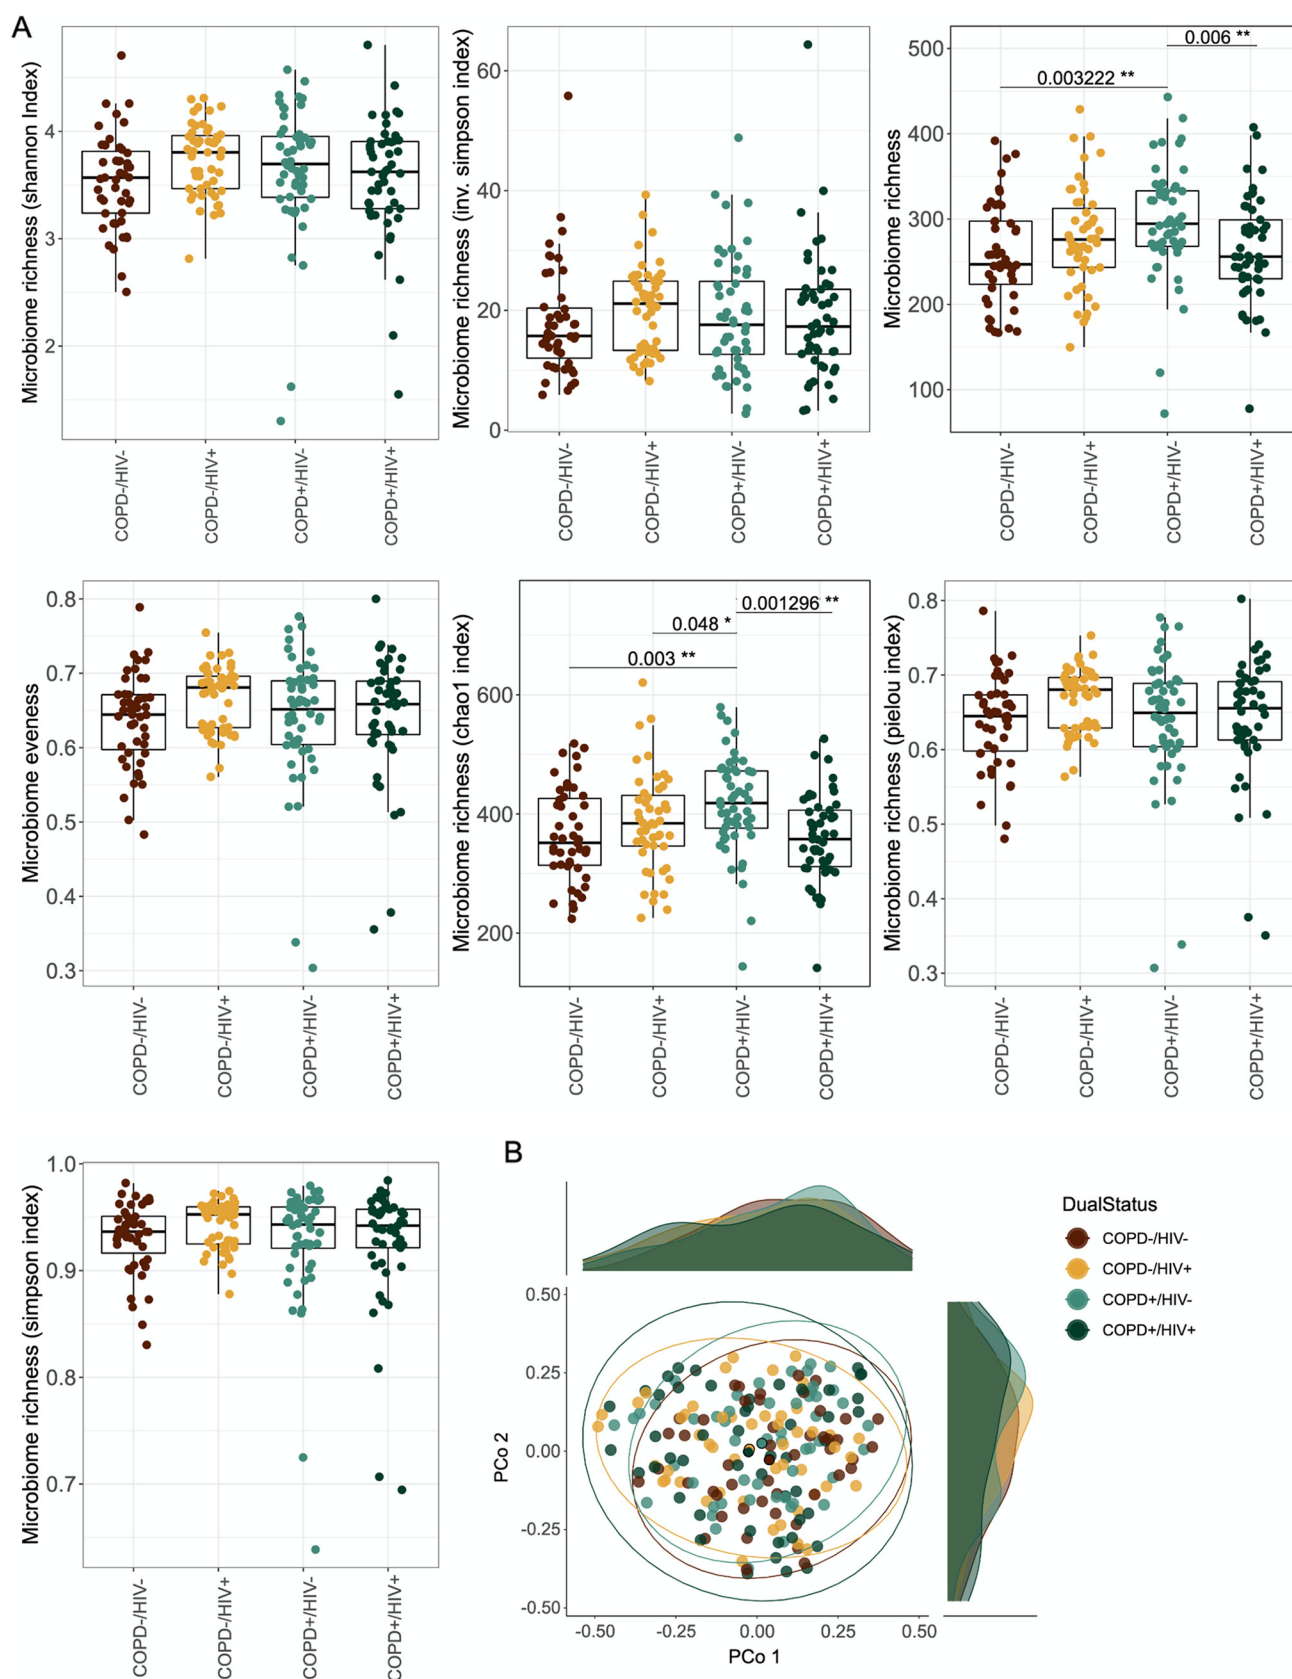 A
Microbiome richness (shannon Index)
4
3
2
COPD-/HIV-
COPD-/HIV+
COPD+/HIV-
COPD+/HIV+
Microbiome richness (inv. simpson index)
60
40
20
0
COPD-/HIV-
COPD-/HIV+
COPD+/HIV-
COPD+/HIV+
Microbiome richness
500
400
300
200
100
0.006 **
0.003222 **
COPD-/HIV-
COPD-/HIV+
COPD+/HIV-
COPD+/HIV+
Microbiome eveness
0.8
0.7
0.6
0.5
0.4
0.3
COPD-/HIV-
COPD-/HIV+
COPD+/HIV-
COPD+/HIV+
Microbiome richness (chao1 index)
600
400
200
0.001296 **
0.048 *
0.003 **
COPD-/HIV-
COPD-/HIV+
COPD+/HIV-
COPD+/HIV+
Microbiome richness (pielou index)
0.8
0.7
0.6
0.5
0.4
0.3
COPD-/HIV-
COPD-/HIV+
COPD+/HIV-
COPD+/HIV+
Microbiome richness (simpson index)
1.0
0.9
0.8
0.7
COPD-/HIV-
COPD-/HIV+
COPD+/HIV-
COPD+/HIV+
B
PCo 2
0.50
0.25
0.00
-0.25
-0.50
-0.50
-0.25
0.00
0.25
0.50
PCo 1
DualStatus
COPD-/HIV-
COPD-/HIV+
COPD+/HIV-
COPD+/HIV+